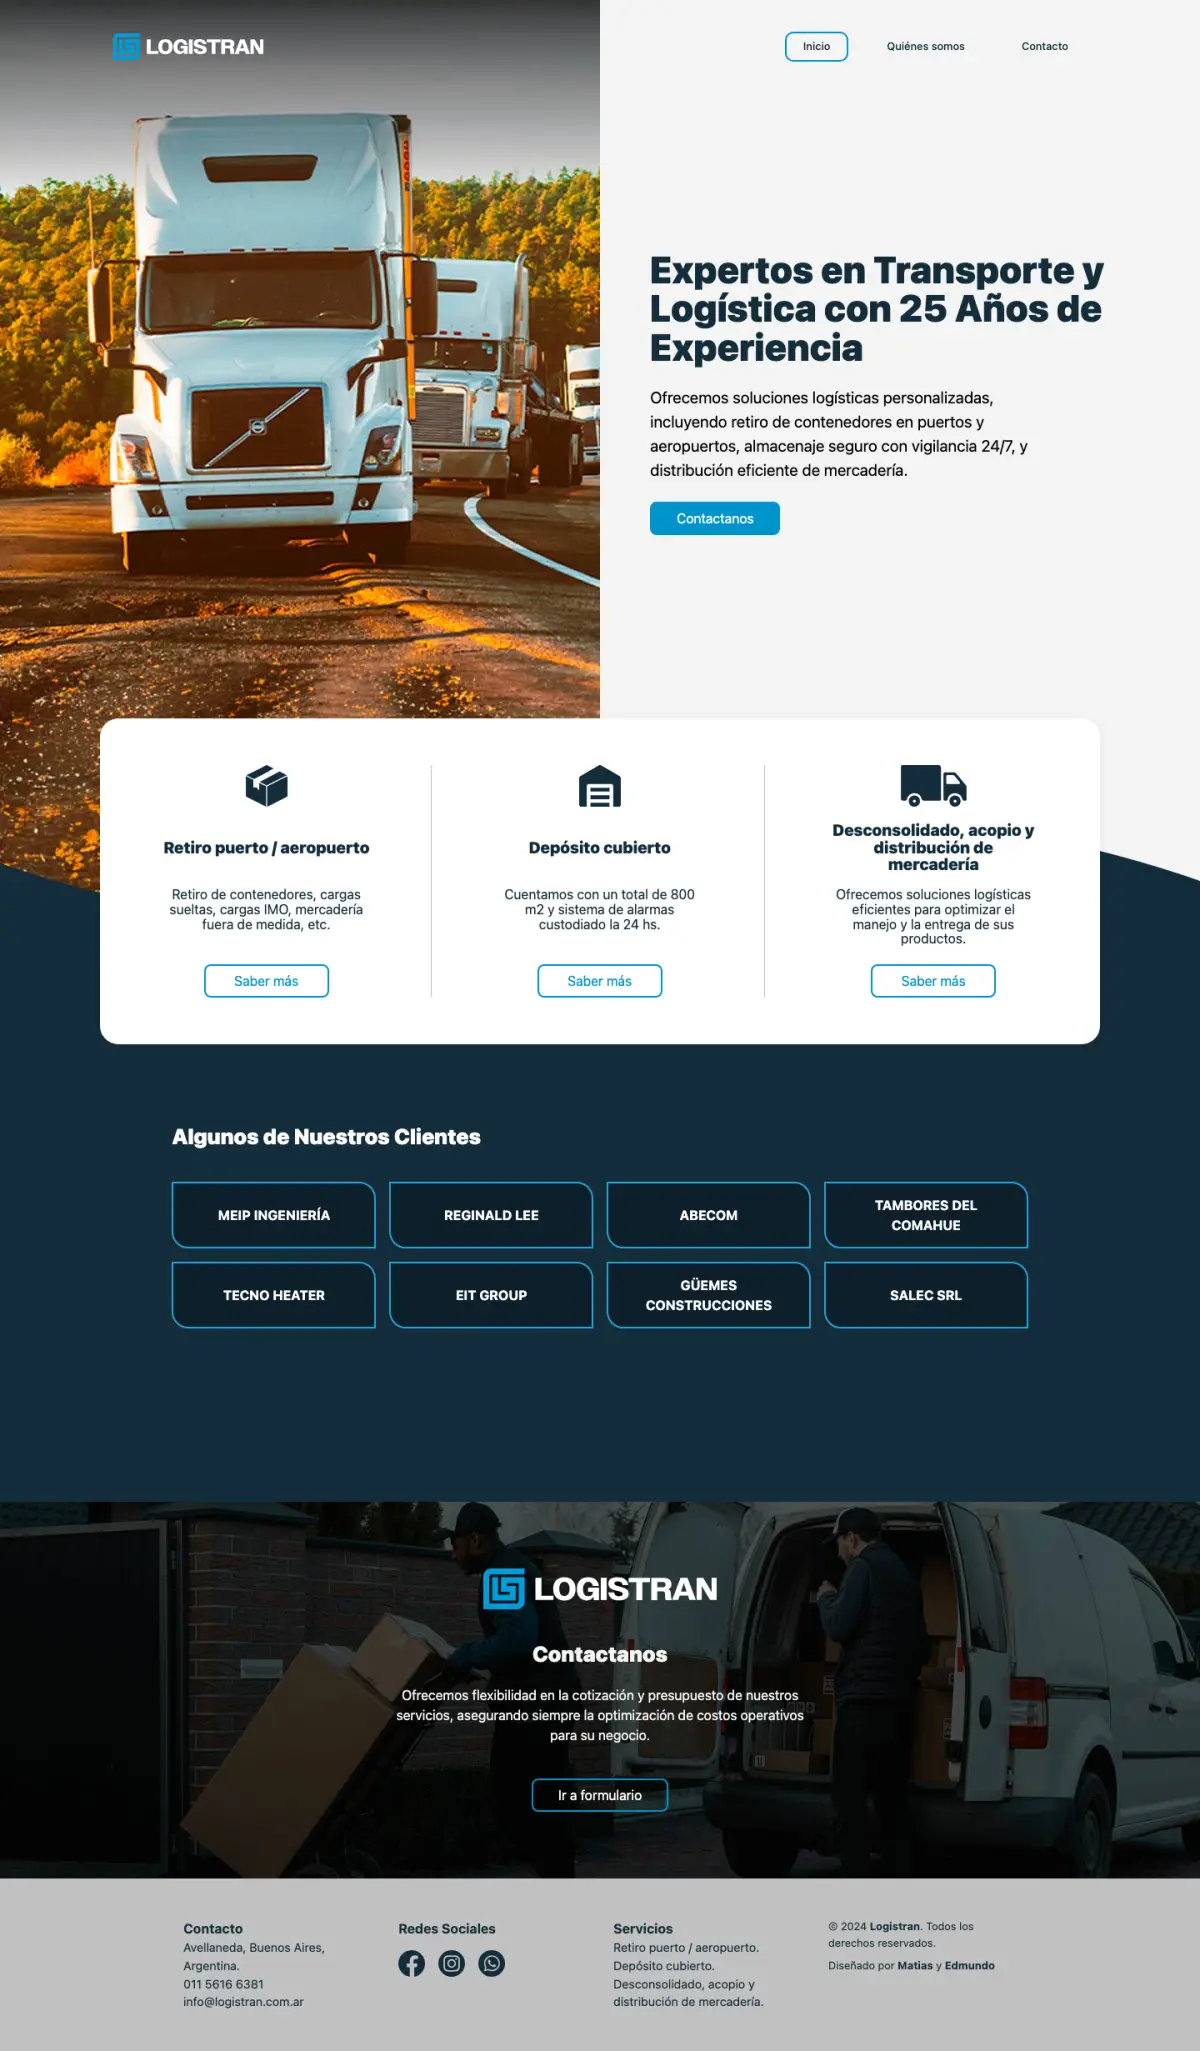 LOGISTRAN
Inicio
Quiénes somos
Contacto
Expertos en Transporte y
Logística con 25 Años de
Experiencia
Ofrecemos soluciones logísticas personalizadas,
incluyendo retiro de contenedores en puertos y
aeropuertos, almacenaje seguro con vigilancia 24/7, y
distribución eficiente de mercadería.
Contactanos
Retiro puerto / aeropuerto
Retiro de contenedores, cargas
sueltas, cargas IMO, mercadería
fuera de medida, etc.
Saber más
Depósito cubierto
Cuentamos con un total de 800
m2 y sistema de alarmas
custodiado la 24 hs.
Saber más
Desconsolidado, acopio y
distribución de
mercadería
Ofrecemos soluciones logísticas
eficientes para optimizar el
manejo y la entrega de sus
productos.
Saber más
Algunos de Nuestros Clientes
MEIP INGENIERÍA
REGINALD LEE
ABECOM
TAMBORES DEL
COMAHUE
TECNO HEATER
EIT GROUP
GÜEMES
CONSTRUCCIONES
SALEC SRL
LOGISTRAN
Contactanos
Ofrecemos flexibilidad en la cotización y presupuesto de nuestros
servicios, asegurando siempre la optimización de costos operativos
para su negocio.
Ir a formulario
Contacto
Avellaneda, Buenos Aires,
Argentina.
011 5616 6381
info@logistran.com.ar
Redes Sociales
Servicios
Retiro puerto / aeropuerto.
Depósito cubierto.
Desconsolidado, acopio y
distribución de mercadería.
© 2024 Logistran. Todos los
derechos reservados.
Diseñado por Matias y Edmundo